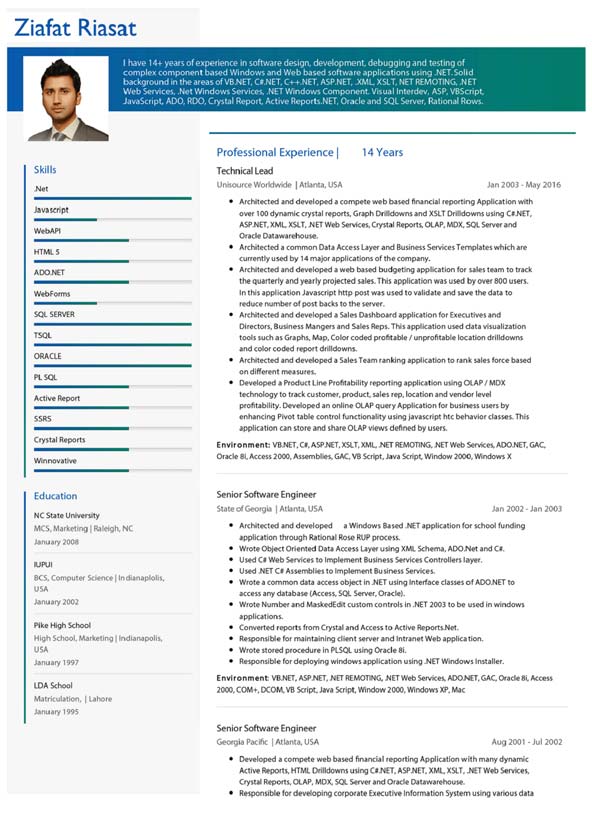 Ziafat Riasat
I have 14+ years of experience in software design, development, debugging and testing of
complex component based Windows and Web based software applications using .NET.Solid
background in the areas of VB.NET, C#.NET, C++.NET, ASP.NET, .XML, XSLT, NET REMOTING, .NET
Web Services, .Net Windows Services, .NET Windows Component. Visual Interdev, ASP, VBScript,
JavaScript, ADO, RDO, Crystal Report, Active Reports.NET, Oracle and SQL Server, Rational Rows.
Skills
.Net
Javascript
WebAPI
HTML 5
ADO.NET
WebForms
SQL SERVER
TSQL
ORACLE
PL SQL
Active Report
SSRS
Crystal Reports
Winnovative
Education
NC State University
MCS, Marketing | Raleigh, NC
January 2008
IUPUI
BCS, Computer Science | Indianaplolis,
USA
January 2002
Pike High School
High School, Marketing | Indianapolis,
USA
January 1997
LDA School
Matriculation, | Lahore
January 1995
Professional Experience | 14 Years
Technical Lead
Unisource Worldwide | Atlanta, USA Jan 2003 - May 2016
• Architected and developed a compete web based financial reporting Application with
over 100 dynamic crystal reports, Graph Drilldowns and XSLT Drilldowns using C#.NET,
ASP.NET, XML, XSLT, .NET Web Services, Crystal Reports, OLAP, MDX, SQL Server and
Oracle Datawarehouse.
• Architected a common Data Access Layer and Business Services Templates which are
currently used by 14 major applications of the company.
• Architected and developed a web based budgeting application for sales team to track
the quarterly and yearly projected sales. This application was used by over 800 users.
In this application Javascript http post was used to validate and save the data to
reduce number of post backs to the server.
• Architected and developed a Sales Dashboard application for Executives and
Directors, Business Mangers and Sales Reps. This application used data visualization
tools such as Graphs, Map, Color coded profitable / unprofitable location drilldowns
and color coded report drilldowns.
• Architected and developed a Sales Team ranking application to rank sales force based
on different measures.
• Developed a Product Line Profitability reporting application using OLAP / MDX
technology to track customer, product, sales rep, location and vendor level
profitability. Developed an online OLAP query Application for business users by
enhancing Pivot table control functionality using javascript htc behavior classes. This
application can store and share OLAP views defined by users.
Environment: VB.NET, C#, ASP.NET, XSLT, XML, .NET REMOTING, .NET Web Services, ADO.NET, GAC,
Oracle 8i, Access 2000, Assemblies, GAC, VB Script, Java Script, Window 2000, Windows X
Senior Software Engineer
State of Georgia | Atlanta, USA Jan 2002 - Jan 2003
• Architected and developed a Windows Based .NET application for school funding
application through Rational Rose RUP process.
• Wrote Object Oriented Data Access Layer using XML Schema, ADO.Net and C#.
• Used C# Web Services to Implement Business Services Controllers layer.
• Used .NET C# Assemblies to Implement Business Services.
• Wrote a common data access object in .NET using Interface classes of ADO.NET to
access any database (Access, SQL Server, Oracle).
• Wrote Number and MaskedEdit custom controls in .NET 2003 to be used in windows
applications.
• Converted reports from Crystal and Access to Active Reports.Net.
• Responsible for maintaining client server and Intranet Web application.
• Wrote stored procedure in PLSQL using Oracle 8i.
• Responsible for deploying windows application using .NET Windows Installer.
Environment: VB.NET, ASP.NET, .NET REMOTING, .NET Web Services, ADO.NET, GAC, Oracle 8i, Access
2000, COM+, DCOM, VB Script, Java Script, Window 2000, Windows XP, Mac
Senior Software Engineer
Georgia Pacific | Atlanta, USA Aug 2001 - Jul 2002
• Developed a compete web based financial reporting Application with many dynamic
Active Reports, HTML Drilldowns using C#.NET, ASP.NET, XML, XSLT, .NET Web Services,
Crystal Reports, OLAP, MDX, SQL Server and Oracle Datawarehouse.
• Responsible for developing corporate Executive Information System using various data